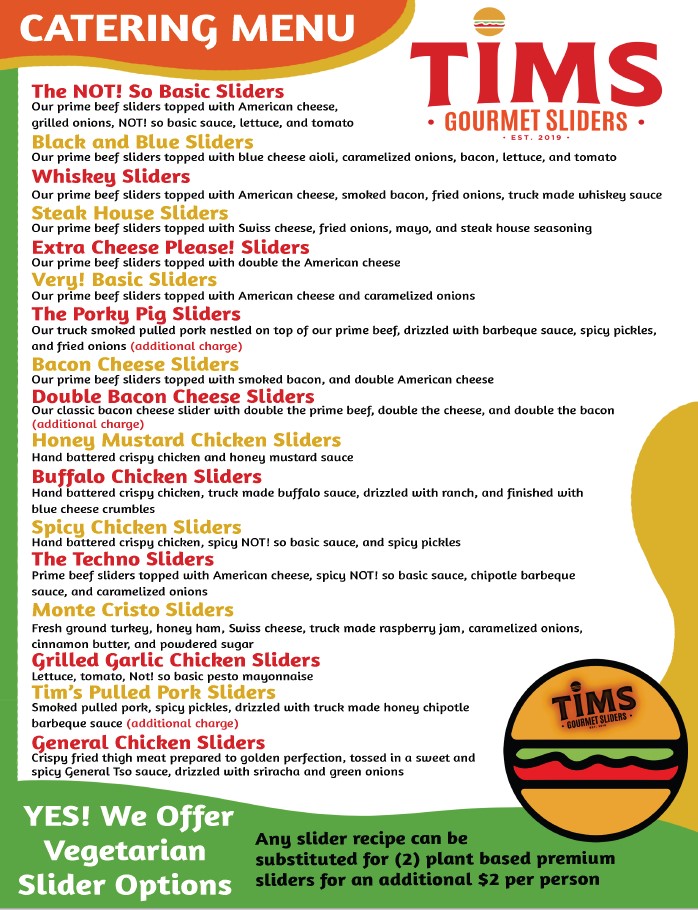 CATERING MENU
TIMS
• GOURMET SLIDERS •
• EST. 2019 •
The NOT! So Basic Sliders
Our prime beef sliders topped with American cheese,
grilled onions, NOT! so basic sauce, lettuce, and tomato
Black and Blue Sliders
Our prime beef sliders topped with blue cheese aioli, caramelized onions, bacon, lettuce, and tomato
Whiskey Sliders
Our prime beef sliders topped with American cheese, smoked bacon, fried onions, truck made whiskey sauce
Steak House Sliders
Our prime beef sliders topped with Swiss cheese, fried onions, mayo, and steak house seasoning
Extra Cheese Please! Sliders
Our prime beef sliders topped with double the American cheese
Very! Basic Sliders
Our prime beef sliders topped with American cheese and caramelized onions
The Porky Pig Sliders
Our truck smoked pulled pork nestled on top of our prime beef, drizzled with barbeque sauce, spicy pickles,
and fried onions (additional charge)
Bacon Cheese Sliders
Our prime beef sliders topped with smoked bacon, and double American cheese
Double Bacon Cheese Sliders
Our classic bacon cheese slider with double the prime beef, double the cheese, and double the bacon
(additional charge)
Honey Mustard Chicken Sliders
Hand battered crispy chicken and honey mustard sauce
Buffalo Chicken Sliders
Hand battered crispy chicken, truck made buffalo sauce, drizzled with ranch, and finished with
blue cheese crumbles
Spicy Chicken Sliders
Hand battered crispy chicken, spicy NOT! so basic sauce, and spicy pickles
The Techno Sliders
Prime beef sliders topped with American cheese, spicy NOT! so basic sauce, chipotle barbeque
sauce, and caramelized onions
Monte Cristo Sliders
Fresh ground turkey, honey ham, Swiss cheese, truck made raspberry jam, caramelized onions,
cinnamon butter, and powdered sugar
Grilled Garlic Chicken Sliders
Lettuce, tomato, Not! so basic pesto mayonnaise
Tim's Pulled Pork Sliders
Smoked pulled pork, spicy pickles, drizzled with truck made honey chipotle
barbeque sauce (additional charge)
General Chicken Sliders
Crispy fried thigh meat prepared to golden perfection, tossed in a sweet and
spicy General Tso sauce, drizzled with sriracha and green onions
TIMS
• GOURMET SLIDERS •
YES! We Offer
Vegetarian
Slider Options
Any slider recipe can be
substituted for (2) plant based premium
sliders for an additional $2 per person